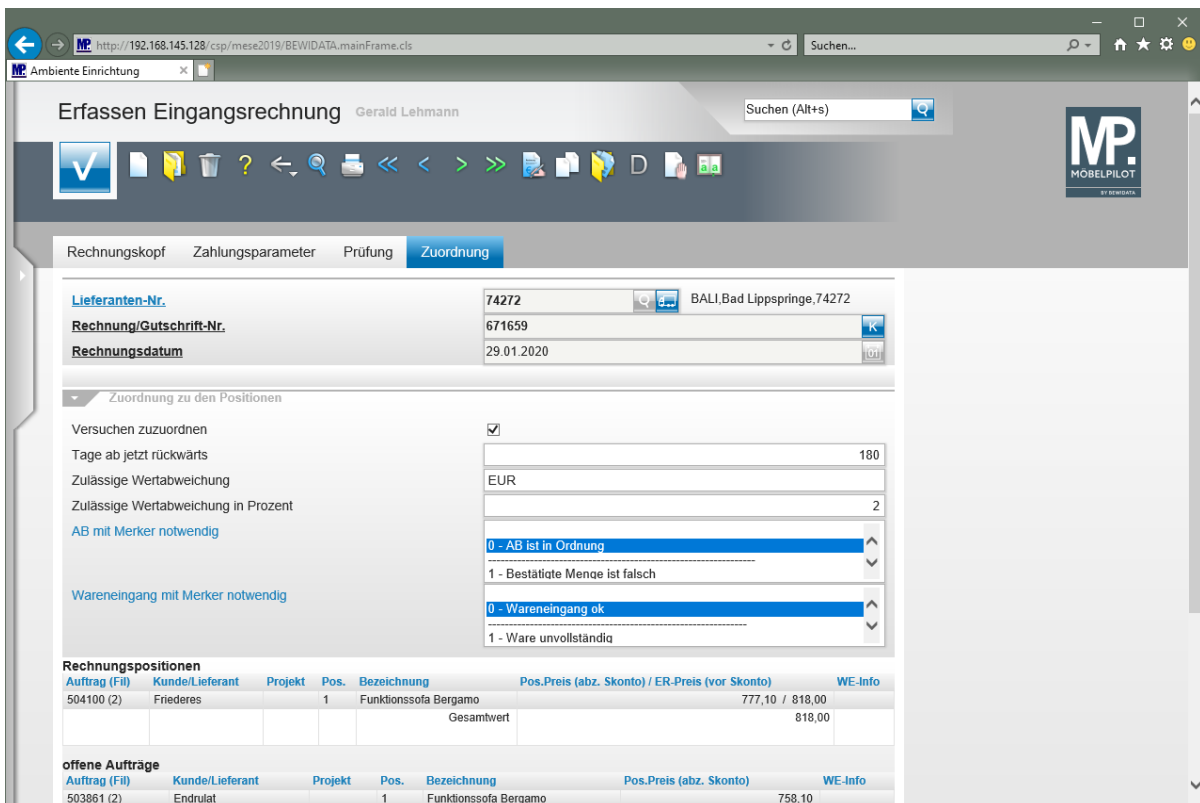 http://192.168.145.128/csp/mese2019/BEWIDATA.mainFrame.cls
Suchen...
MP. Ambiente Einrichtung
Erfassen Eingangsrechnung Gerald Lehmann
Suchen (Alt+s)
MP.
MÖBELPILOT
BY BEWIDATA
? D a a
Rechnungskopf Zahlungsparameter Prüfung Zuordnung
Lieferanten-Nr. 74272 BALI,Bad Lippspringe,74272
Rechnung/Gutschrift-Nr. 671659 K
Rechnungsdatum 29.01.2020 01
Zuordnung zu den Positionen
Versuchen zuzuordnen
Tage ab jetzt rückwärts 180
Zulässige Wertabweichung EUR
Zulässige Wertabweichung in Prozent 2
AB mit Merker notwendig
0 - AB ist in Ordnung
1 - Bestätigte Menge ist falsch
Wareneingang mit Merker notwendig
0 - Wareneingang ok
1 - Ware unvollständig
Rechnungspositionen
Auftrag (Fil) Kunde/Lieferant Projekt Pos. Bezeichnung Pos.Preis (abz. Skonto) / ER-Preis (vor Skonto) WE-Info
504100 (2) Friederes 1 Funktionssofa Bergamo 777,10 / 818,00
Gesamtwert 818,00
offene Aufträge
Auftrag (Fil) Kunde/Lieferant Projekt Pos. Bezeichnung Pos.Preis (abz. Skonto) WE-Info
503861 (2) Endrulat 1 Funktionssofa Bergamo 758,10